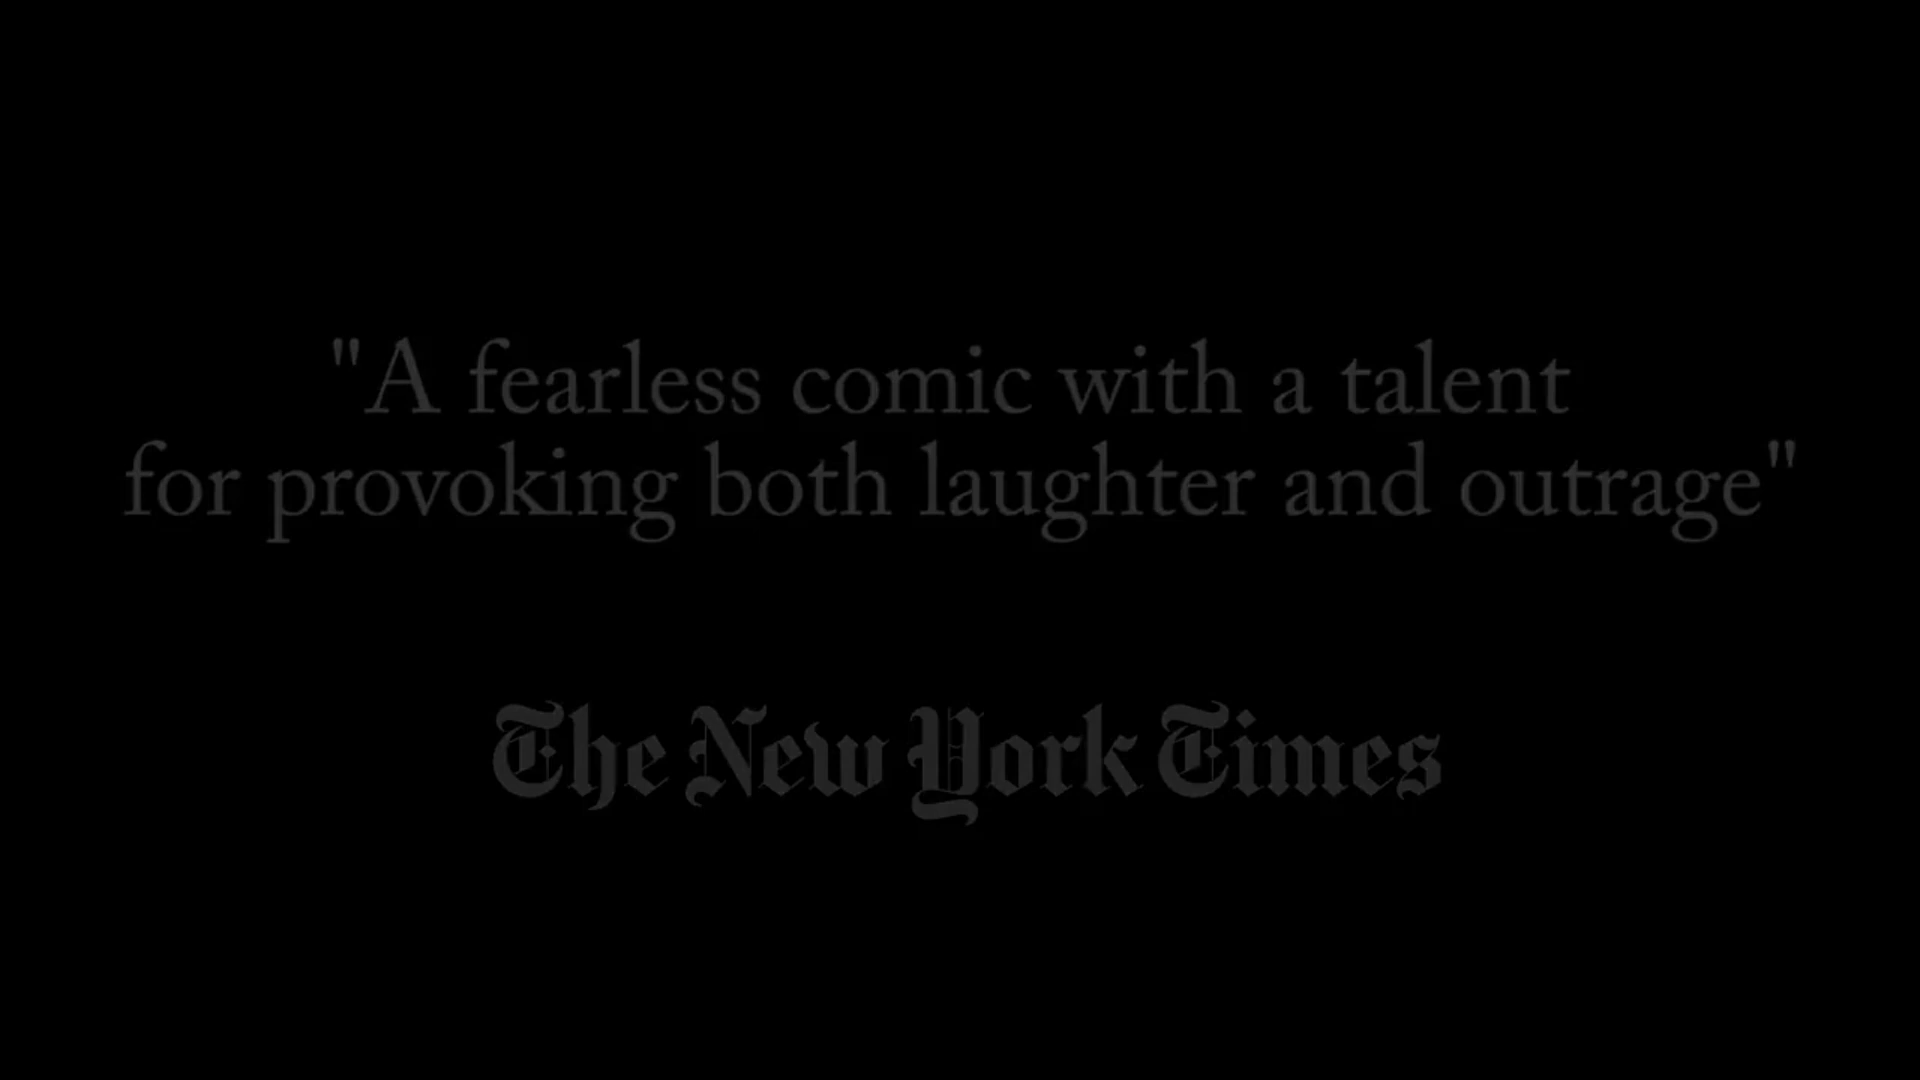 "A fearless comic with a talent
for provoking both laughter and outrage"
The New York Times